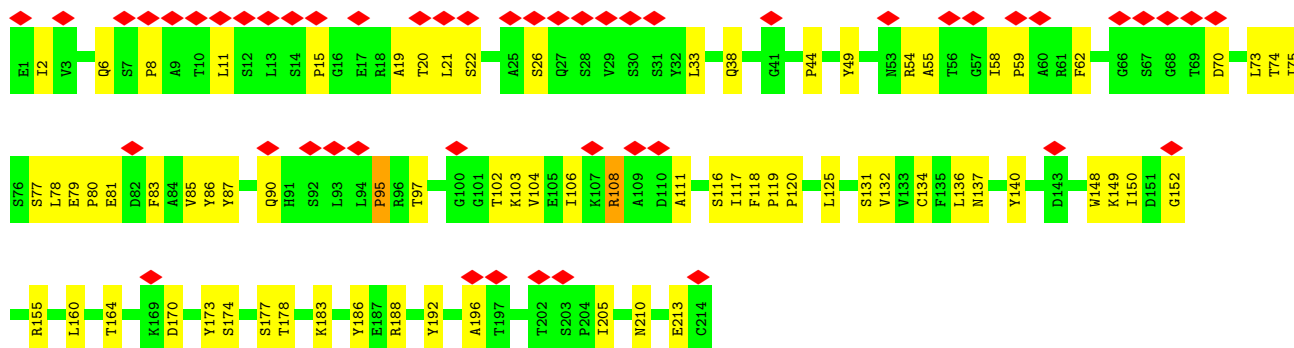 E1 I2 V3 Q6 S7 P8 A9 T10 L11 S12 L13 S14 P15 G16 E17 R18 A19 T20 L21 S22 A25 S26 Q27 S28 V29 S30 S31 Y32 L33 Q38 G41 P44 Y49 N53 R54 A55 T56 G57 I58 P59 A60 R61 F62 G66 S67 G68 T69 D70 L73 T74 I75
S76 S77 L78 E79 P80 E81 D82 F83 A84 V85 Y86 Y87 Q90 H91 S92 L93 L94 P95 R96 T97 G100 G101 T102 K103 V104 E105 I106 K107 R108 A109 D110 A111 S116 I117 F118 P119 P120 L125 S131 V132 V133 C134 F135 L136 N137 Y140 D143 W148 K149 I150 D151 G152
R155 L160 T164 K169 D170 Y173 S174 S177 T178 K183 Y186 E187 R188 Y192 A196 T197 T202 S203 P204 I205 N210 E213 C214